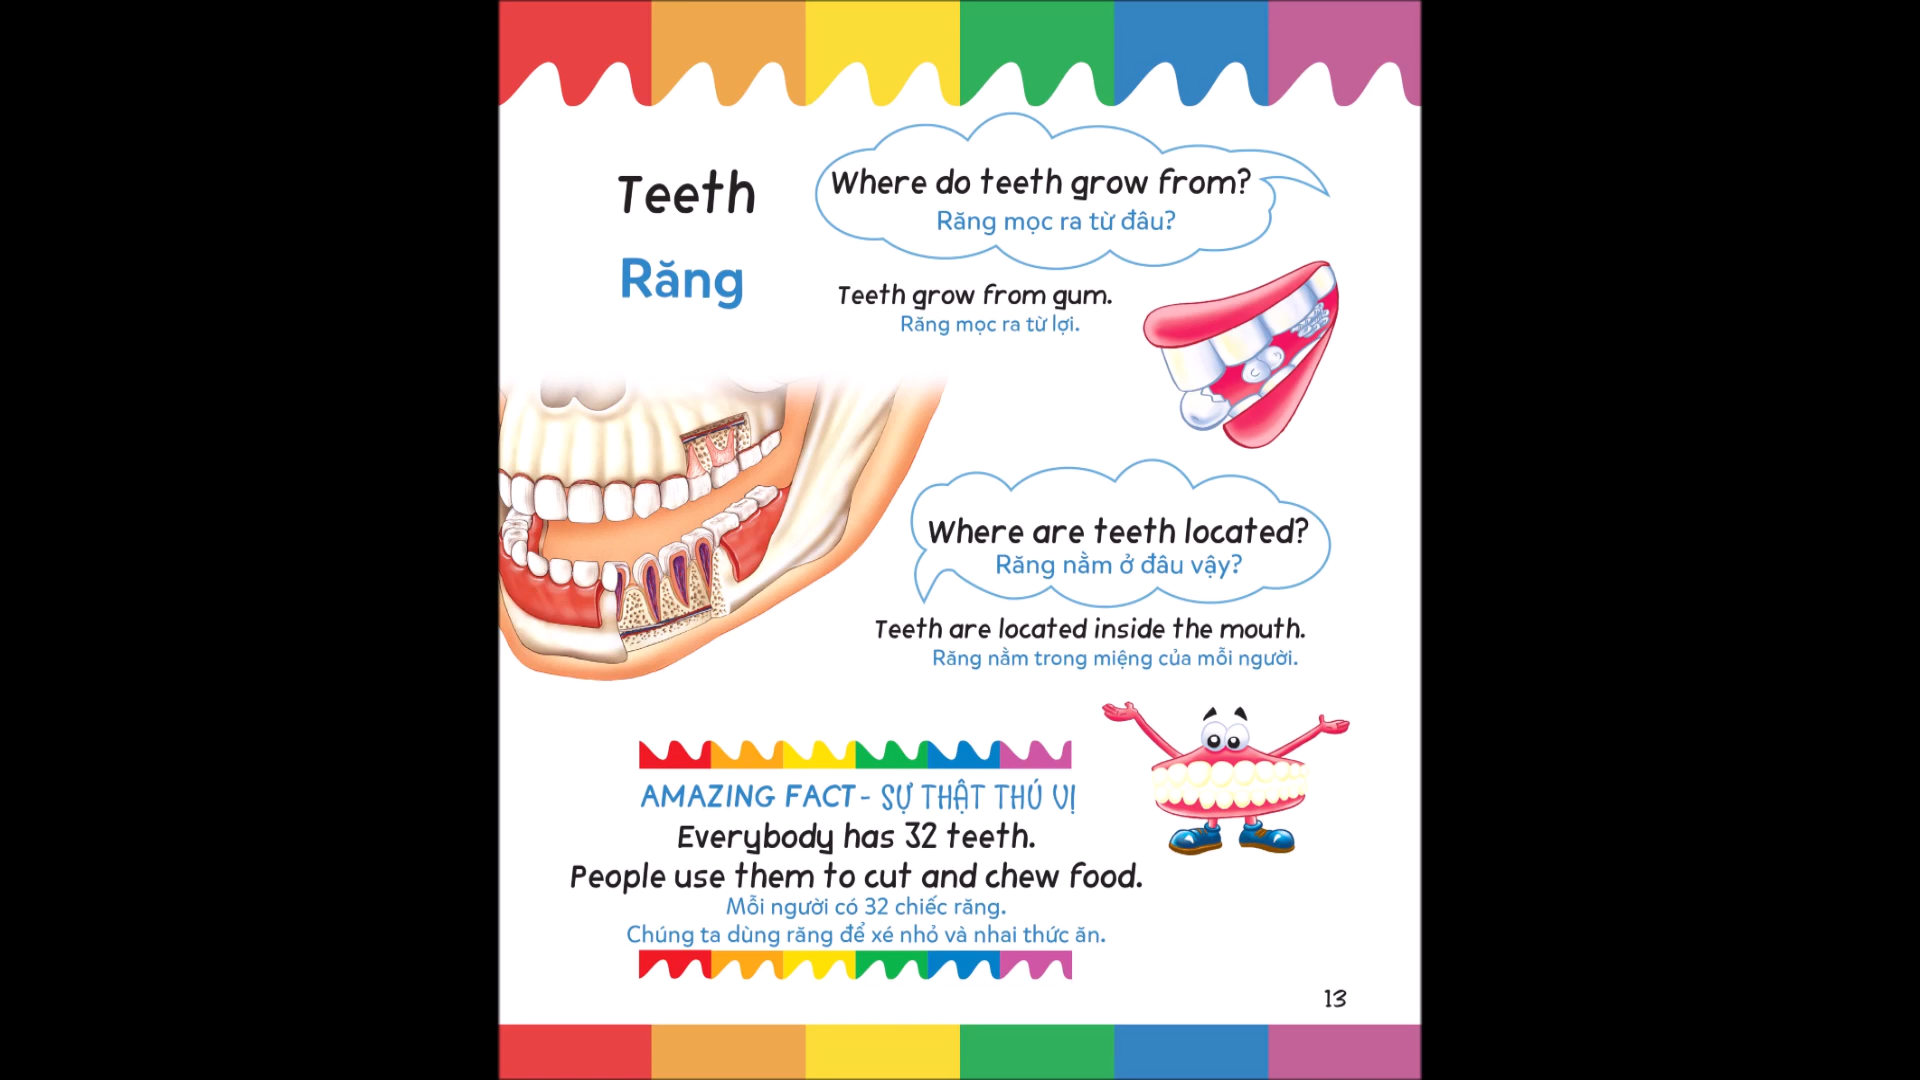 Teeth
Răng
Where do teeth grow from?
Răng mọc ra từ đâu?
Teeth grow from gum.
Răng mọc ra từ lợi.
Where are teeth located?
Răng nằm ở đâu vậy?
Teeth are located inside the mouth.
Răng nằm trong miệng của mỗi người.
AMAZING FACT - SỰ THẬT THÚ VỊ
Everybody has 32 teeth.
People use them to cut and chew food.
Mỗi người có 32 chiếc răng.
Chúng ta dùng răng để xé nhỏ và nhai thức ăn.
13